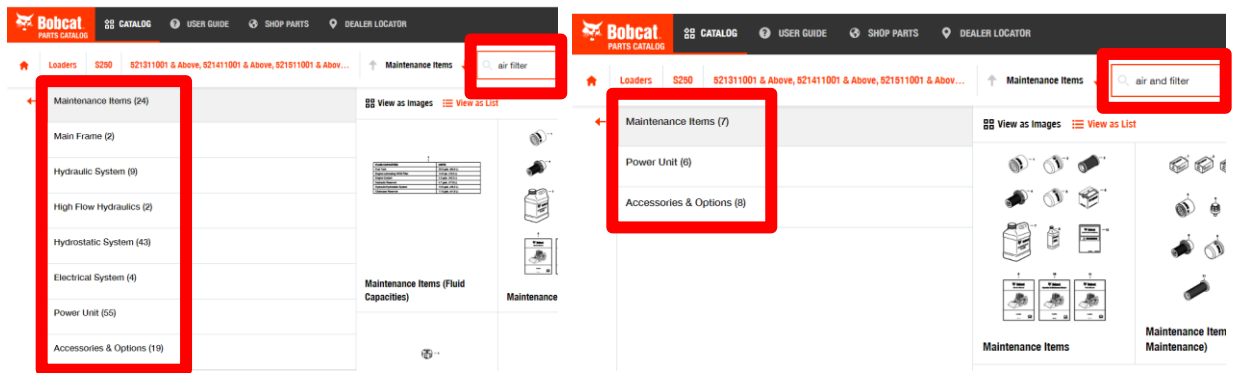 Bobcat
PARTS CATALOG
CATALOG
USER GUIDE
SHOP PARTS
DEALER LOCATOR
Loaders
S250
521311001 & Above, 521411001 & Above, 521511001 & Abov...
Maintenance Items
air filter
Maintenance Items (24)
Main Frame (2)
Hydraulic System (9)
High Flow Hydraulics (2)
Hydrostatic System (43)
Electrical System (4)
Power Unit (55)
Accessories & Options (19)
View as Images
View as List
Maintenance Items (Fluid
Capacities)
Maintenance
Bobcat.
PARTS CATALOG
CATALOG
USER GUIDE
SHOP PARTS
DEALER LOCATOR
Loaders
S250
521311001 & Above, 521411001 & Above, 521511001 & Abov...
Maintenance Items
air and filter
Maintenance Items (7)
Power Unit (6)
Accessories & Options (8)
View as Images
View as List
Maintenance Items
Maintenance Item
Maintenance)